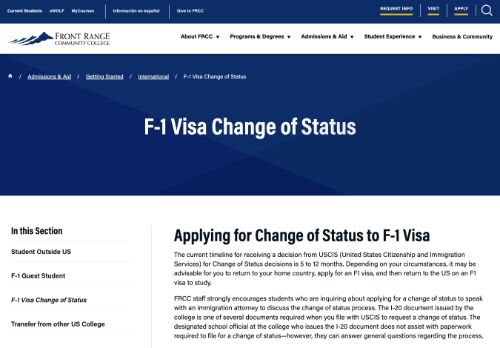 Current Students eWOLF MyCourses Información en español Give to FRCC REQUEST INFO VISIT APPLY
FRONT RANGE
COMMUNITY COLLEGE
About FRCC Programs & Degrees Admissions & Aid Student Experience Business & Community
/ Admissions & Aid / Getting Started / International / F-1 Visa Change of Status
F-1 Visa Change of Status
In this Section
Student Outside US
F-1 Guest Student
F-1 Visa Change of Status
Transfer from other US College
Applying for Change of Status to F-1 Visa
The current timeline for receiving a decision from USCIS (United States Citizenship and Immigration
Services) for Change of Status decisions is 5 to 12 months. Depending on your circumstances, it may be
advisable for you to return to your home country, apply for an F1 visa, and then return to the US on an F1
visa to study.
FRCC staff strongly encourages students who are inquiring about applying for a change of status to speak
with an immigration attorney to discuss the change of status process. The I-20 document issued by the
college is one of several documents required when you file with USCIS to request a change of status. The
designated school official at the college who issues the I-20 document does not assist with paperwork
required to file for a change of status—however, they can answer general questions regarding the process.